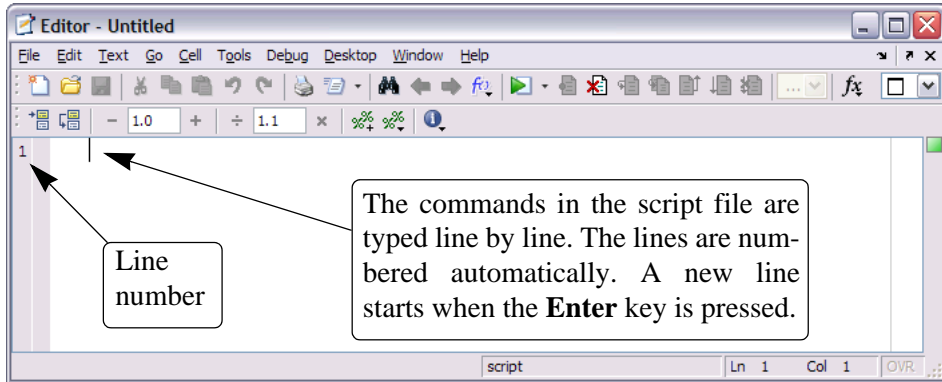 Editor - Untitled
File Edit Text Go Cell Tools Debug Desktop Window Help
... fx
- 1.0 + ÷ 1.1 ×
1
The commands in the script file are
typed line by line. The lines are num-
bered automatically. A new line
starts when the Enter key is pressed.
Line
number
script Ln 1 Col 1 OVR